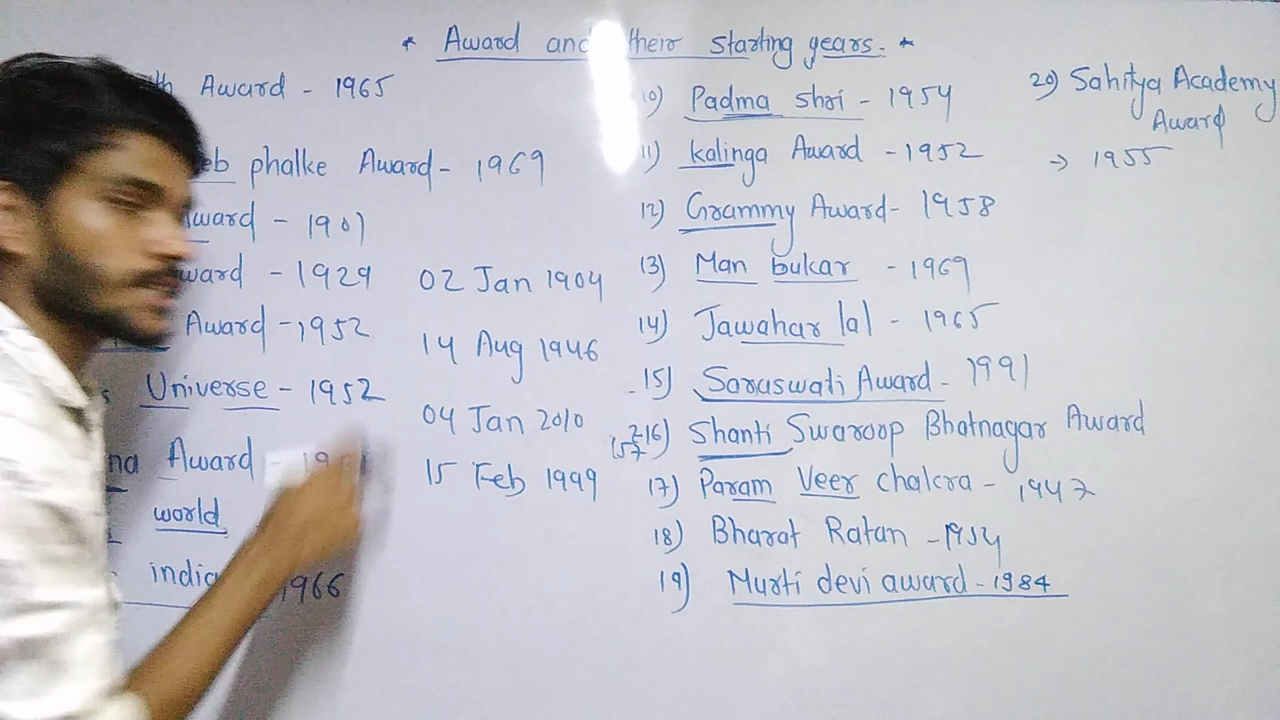 * Award and their starting years. *
Award - 1965
phalke Award - 1969
ward - 1901
ward - 1929
Award - 1952
Universe - 1952
na Award -
world
india 1966
02 Jan 1904
14 Aug 1946
04 Jan 2010
15 Feb 1999
10) Padma shri - 1954
11) kalinga Award - 1952
12) Grammy Award - 1958
13) Man bukar - 1969
14) Jawahar lal - 1965
15) Saraswati Award - 1991
16) Shanti Swaroop Bhatnagar Award
17) Param Veer chakra - 1947
18) Bharat Ratan - 1954
19) Murti devi award - 1984
20) Sahitya Academy
Award
→ 1955